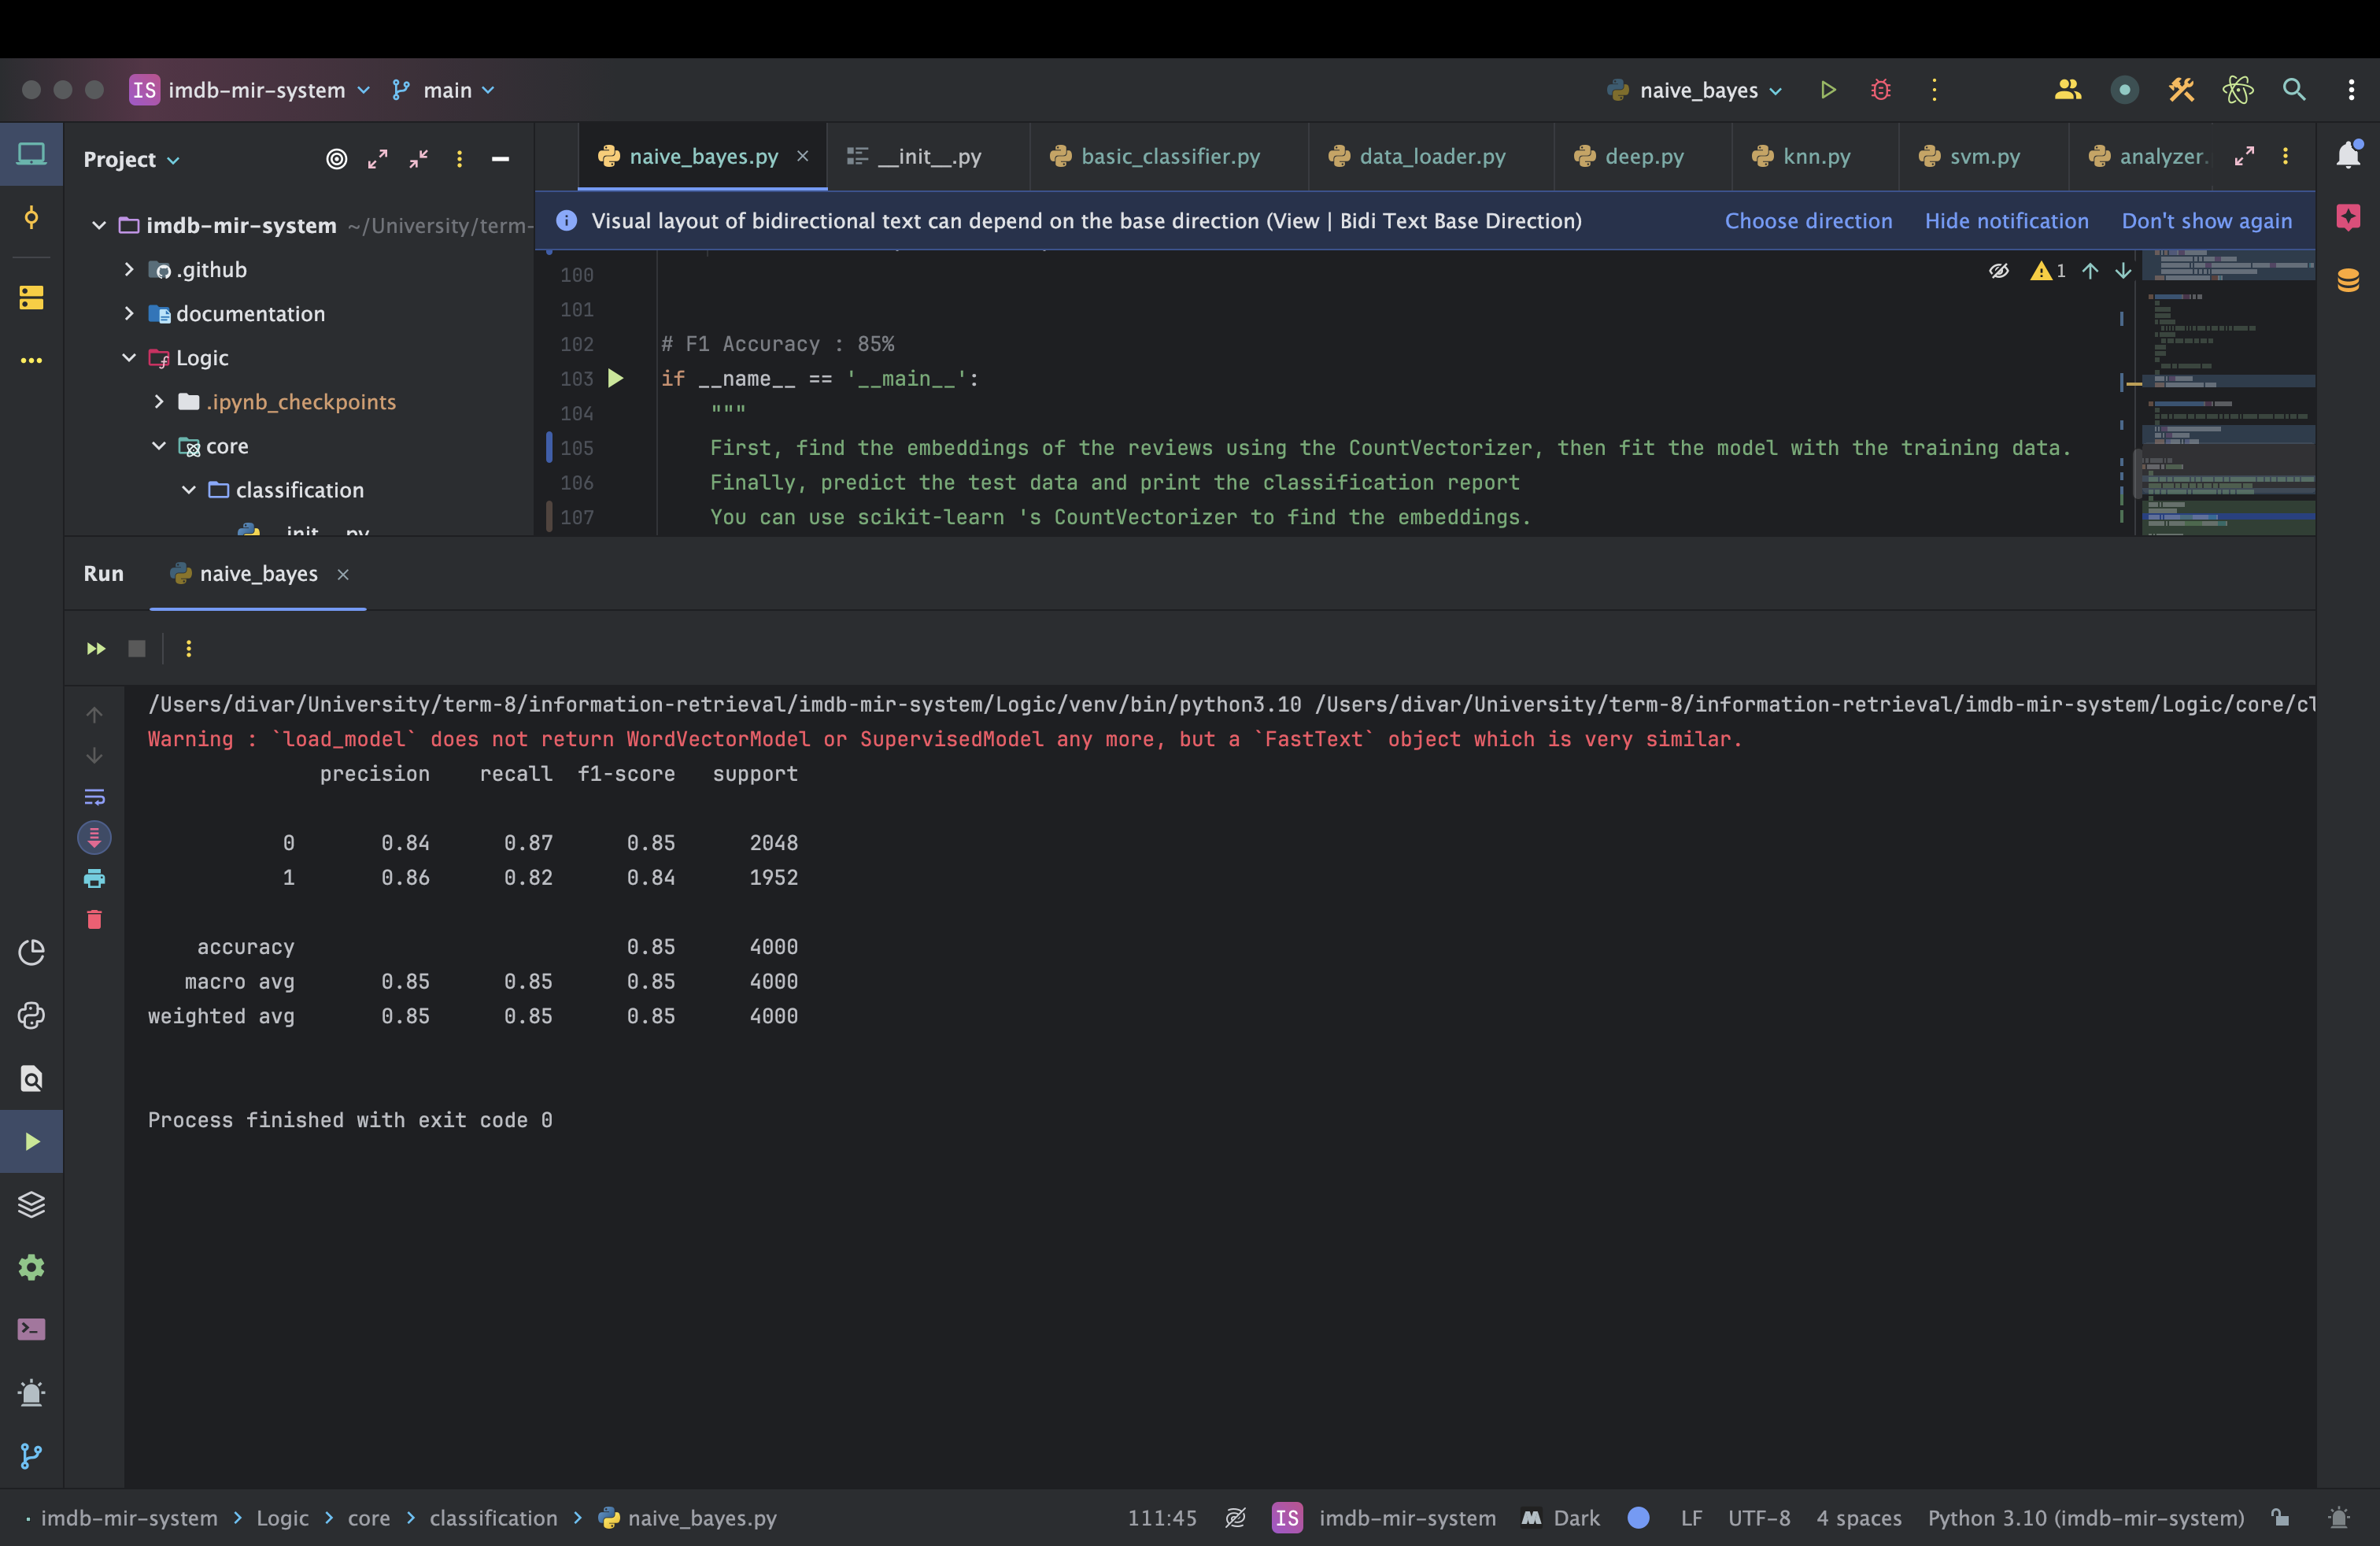 IS imdb-mir-system main naive_bayes
Project
naive_bayes.py __init__.py basic_classifier.py data_loader.py deep.py knn.py svm.py analyzer.
Visual layout of bidirectional text can depend on the base direction (View | Bidi Text Base Direction) Choose direction Hide notification Don't show again
imdb-mir-system ~/University/term-
.github
documentation
Logic
.ipynb_checkpoints
core
classification
100
101
102 # F1 Accuracy : 85%
103 if __name__ == '__main__':
104 """
105 First, find the embeddings of the reviews using the CountVectorizer, then fit the model with the training data.
106 Finally, predict the test data and print the classification report
107 You can use scikit-learn 's CountVectorizer to find the embeddings.
1
Run naive_bayes
/Users/divar/University/term-8/information-retrieval/imdb-mir-system/Logic/venv/bin/python3.10 /Users/divar/University/term-8/information-retrieval/imdb-mir-system/Logic/core/cl
Warning : `load_model` does not return WordVectorModel or SupervisedModel any more, but a `FastText` object which is very similar.
precision recall f1-score support
0 0.84 0.87 0.85 2048
1 0.86 0.82 0.84 1952
accuracy 0.85 4000
macro avg 0.85 0.85 0.85 4000
weighted avg 0.85 0.85 0.85 4000
Process finished with exit code 0
imdb-mir-system > Logic > core > classification > naive_bayes.py 111:45 IS imdb-mir-system Dark LF UTF-8 4 spaces Python 3.10 (imdb-mir-system)